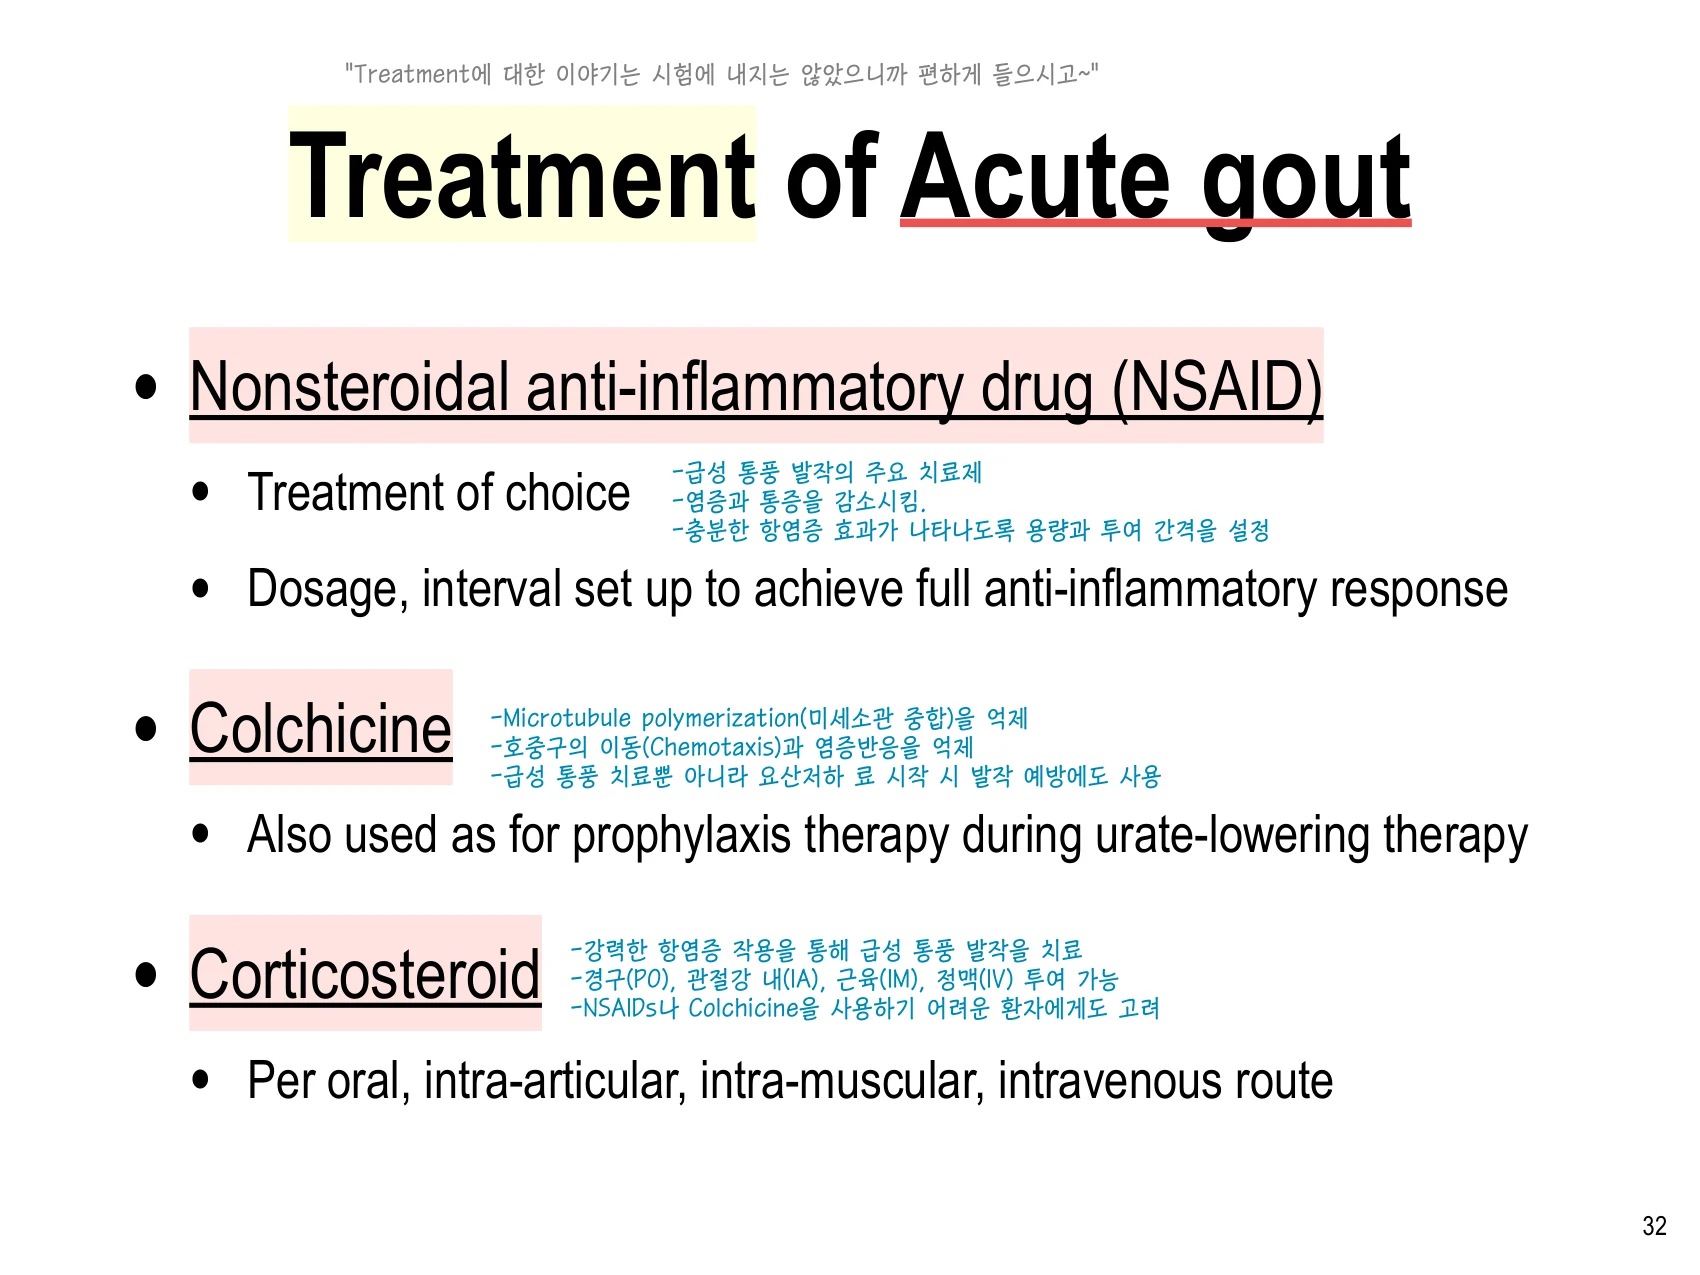 "Treatment에 대한 이야기는 시험에 내지는 않았으니까 편하게 들으시고~"
Treatment of Acute gout
• Nonsteroidal anti-inflammatory drug (NSAID)
• Treatment of choice
-급성 통풍 발작의 주요 치료제
-염증과 통증을 감소시킴.
-충분한 항염증 효과가 나타나도록 용량과 투여 간격을 설정
• Dosage, interval set up to achieve full anti-inflammatory response
• Colchicine
-Microtubule polymerization(미세소관 중합)을 억제
-호중구의 이동(Chemotaxis)과 염증반응을 억제
-급성 통풍 치료뿐 아니라 요산저하 료 시작 시 발작 예방에도 사용
• Also used as for prophylaxis therapy during urate-lowering therapy
• Corticosteroid
-강력한 항염증 작용을 통해 급성 통풍 발작을 치료
-경구(PO), 관절강 내(IA), 근육(IM), 정맥(IV) 투여 가능
-NSAIDs나 Colchicine을 사용하기 어려운 환자에게도 고려
• Per oral, intra-articular, intra-muscular, intravenous route
32